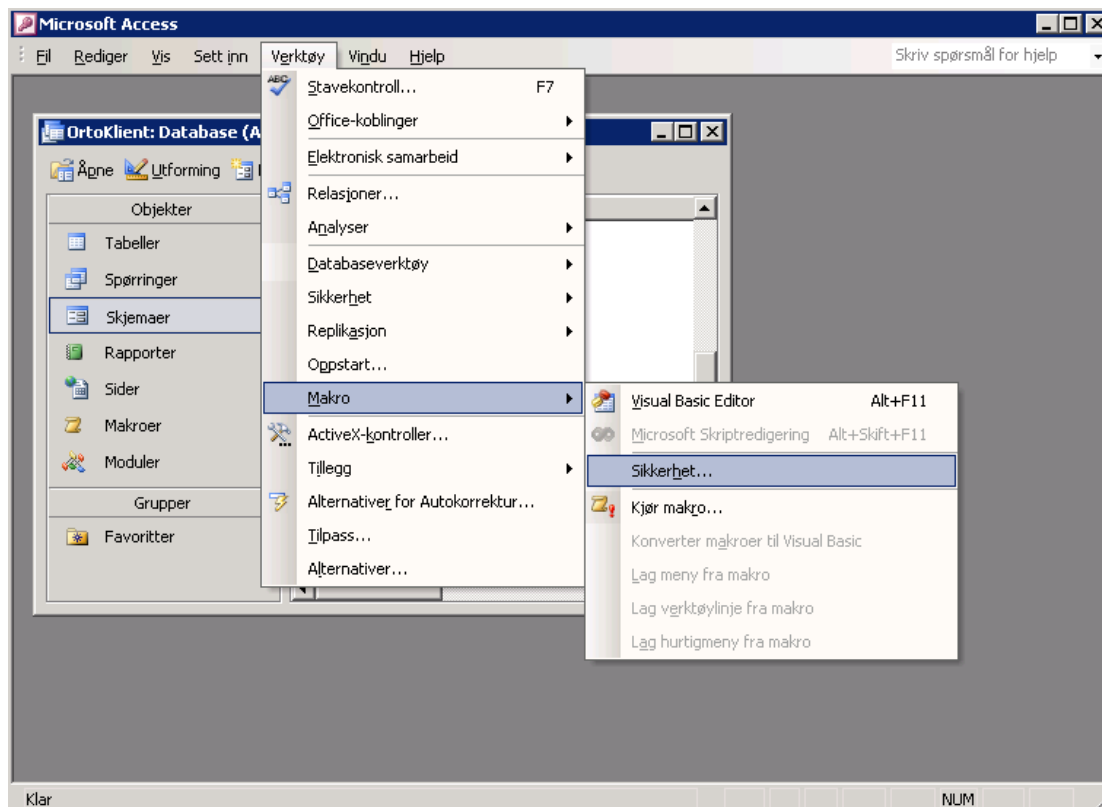 Microsoft Access
Fil Rediger Vis Sett inn Verktøy Vindu Hjelp Skriv spørsmål for hjelp
Stavekontroll... F7
Office-koblinger
Elektronisk samarbeid
Relasjoner...
Analyser
Databaseverktøy
Sikkerhet
Replikasjon
Oppstart...
Makro
ActiveX-kontroller...
Tillegg
Alternativer for Autokorrektur...
Tilpass...
Alternativer...
OrtoKlient: Database (A
Åpne Utforming
Objekter
Tabeller
Spørringer
Skjemaer
Rapporter
Sider
Makroer
Moduler
Grupper
Favoritter
Visual Basic Editor Alt+F11
Microsoft Skriptredigering Alt+Skift+F11
Sikkerhet...
Kjør makro...
Konverter makroer til Visual Basic
Lag meny fra makro
Lag verktøylinje fra makro
Lag hurtigmeny fra makro
Klar NUM